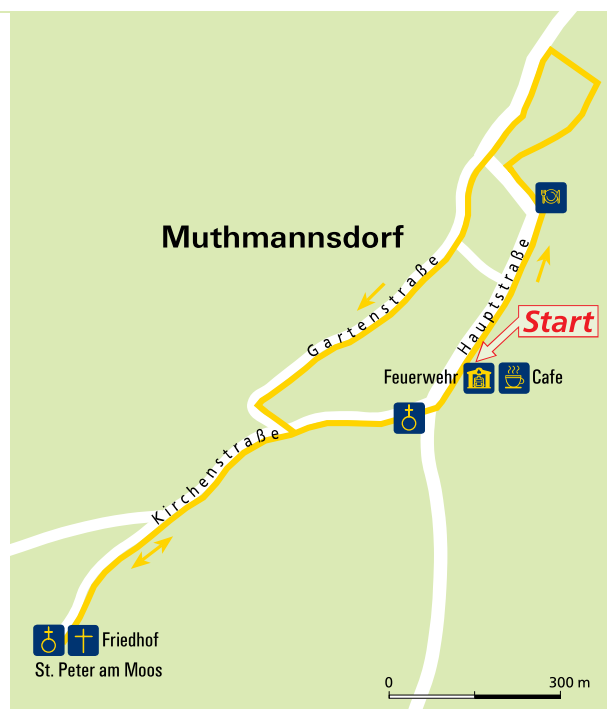 Muthmannsdorf
Gartenstraße
Hauptstraße
Start
Feuerwehr
Cafe
Kirchenstraße
Friedhof
St. Peter am Moos
0 300 m